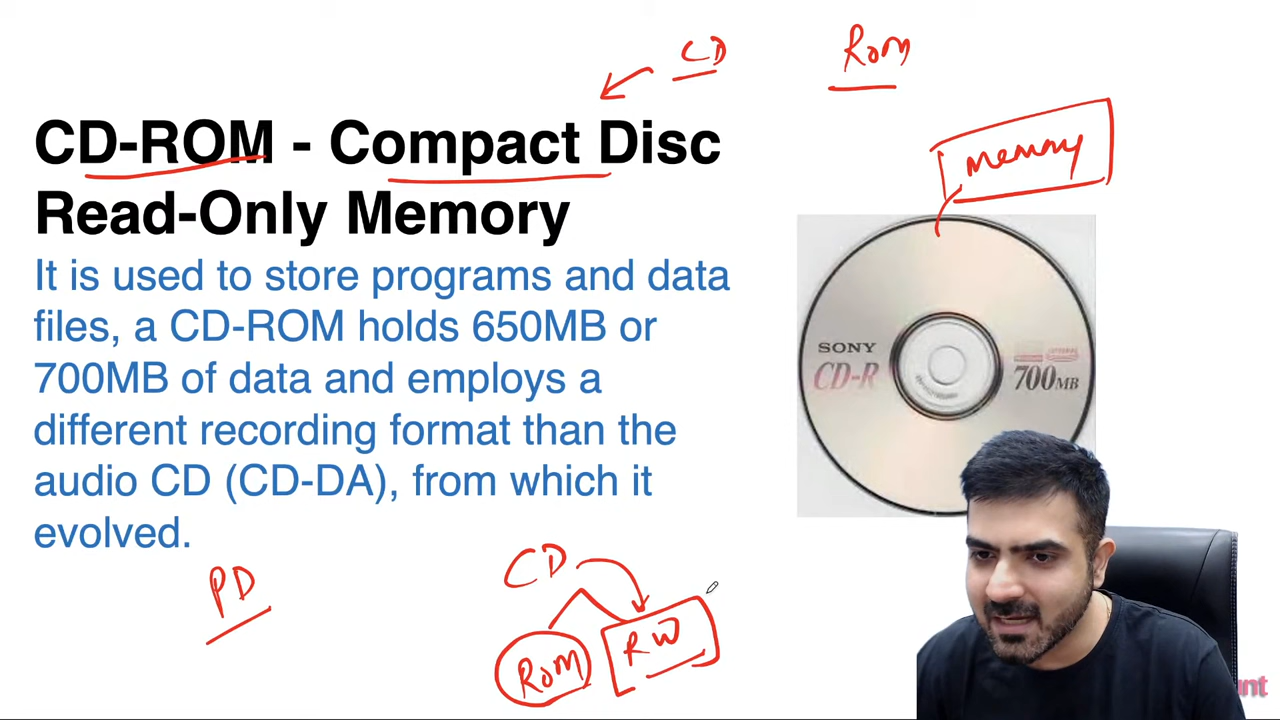 CD
ROM
CD-ROM - Compact Disc
Read-Only Memory
memory
It is used to store programs and data
files, a CD-ROM holds 650MB or
700MB of data and employs a
different recording format than the
audio CD (CD-DA), from which it
evolved.
SONY
CD-R
700MB
PD
CD
ROM
RW